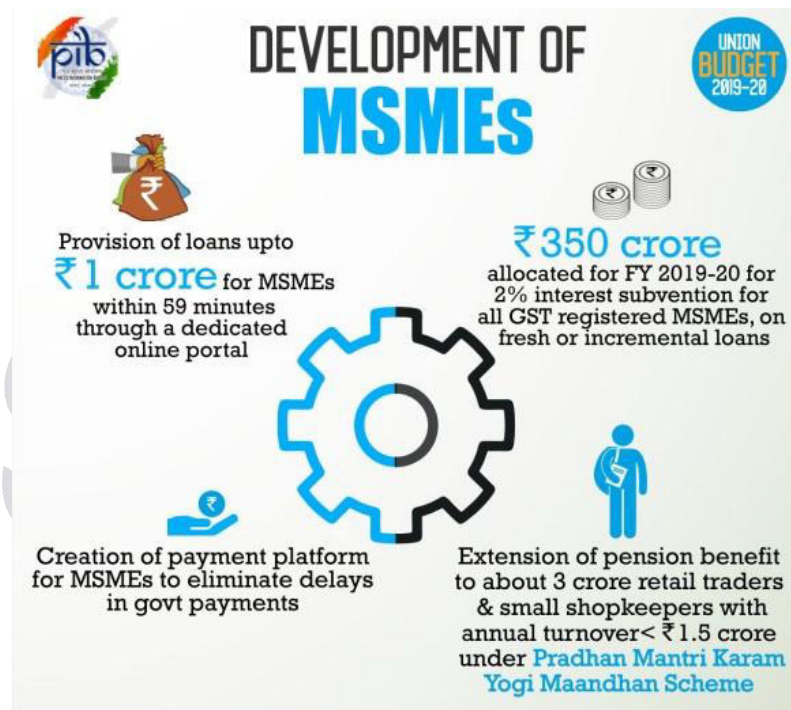 pib
DEVELOPMENT OF
MSMEs
UNION
BUDGET
2019-20
₹
Provision of loans upto
₹1 crore for MSMEs
within 59 minutes
through a dedicated
online portal
₹
₹
₹350 crore
allocated for FY 2019-20 for
2% interest subvention for
all GST registered MSMEs, on
fresh or incremental loans
₹
Creation of payment platform
for MSMEs to eliminate delays
in govt payments
Extension of pension benefit
to about 3 crore retail traders
& small shopkeepers with
annual turnover< ₹1.5 crore
under Pradhan Mantri Karam
Yogi Maandhan Scheme